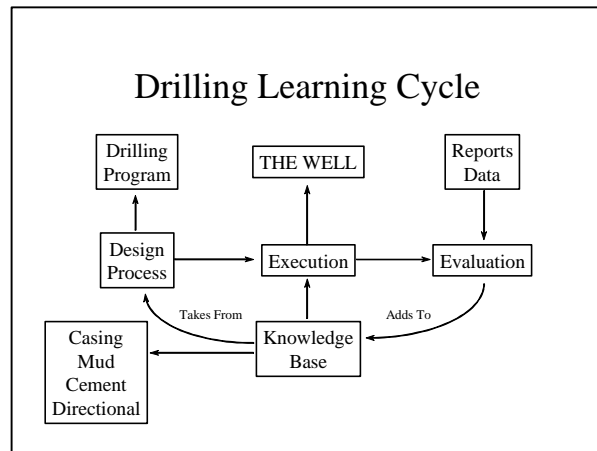 Drilling Learning Cycle
Drilling
Program
THE WELL
Reports
Data
Design
Process
Execution
Evaluation
Takes From
Adds To
Casing
Mud
Cement
Directional
Knowledge
Base